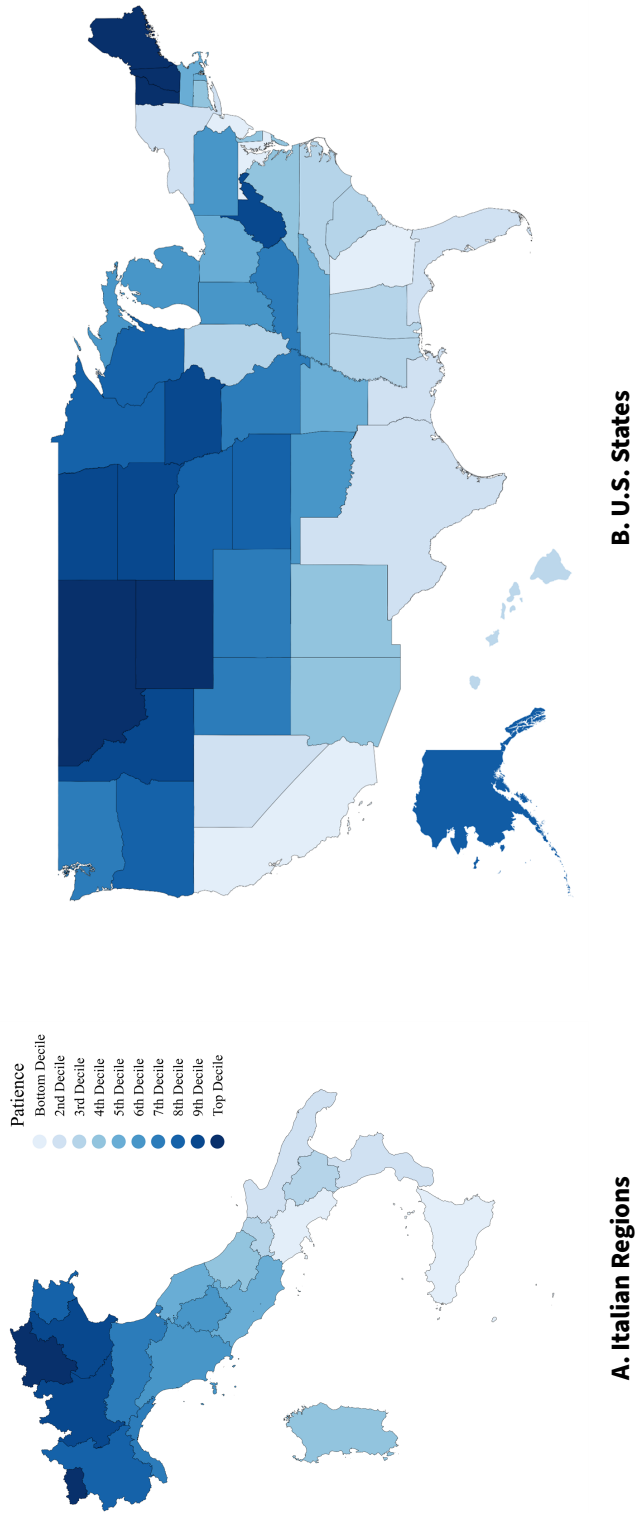 Patience
Bottom Decile
2nd Decile
3rd Decile
4th Decile
5th Decile
6th Decile
7th Decile
8th Decile
9th Decile
Top Decile
A. Italian Regions
B. U.S. States